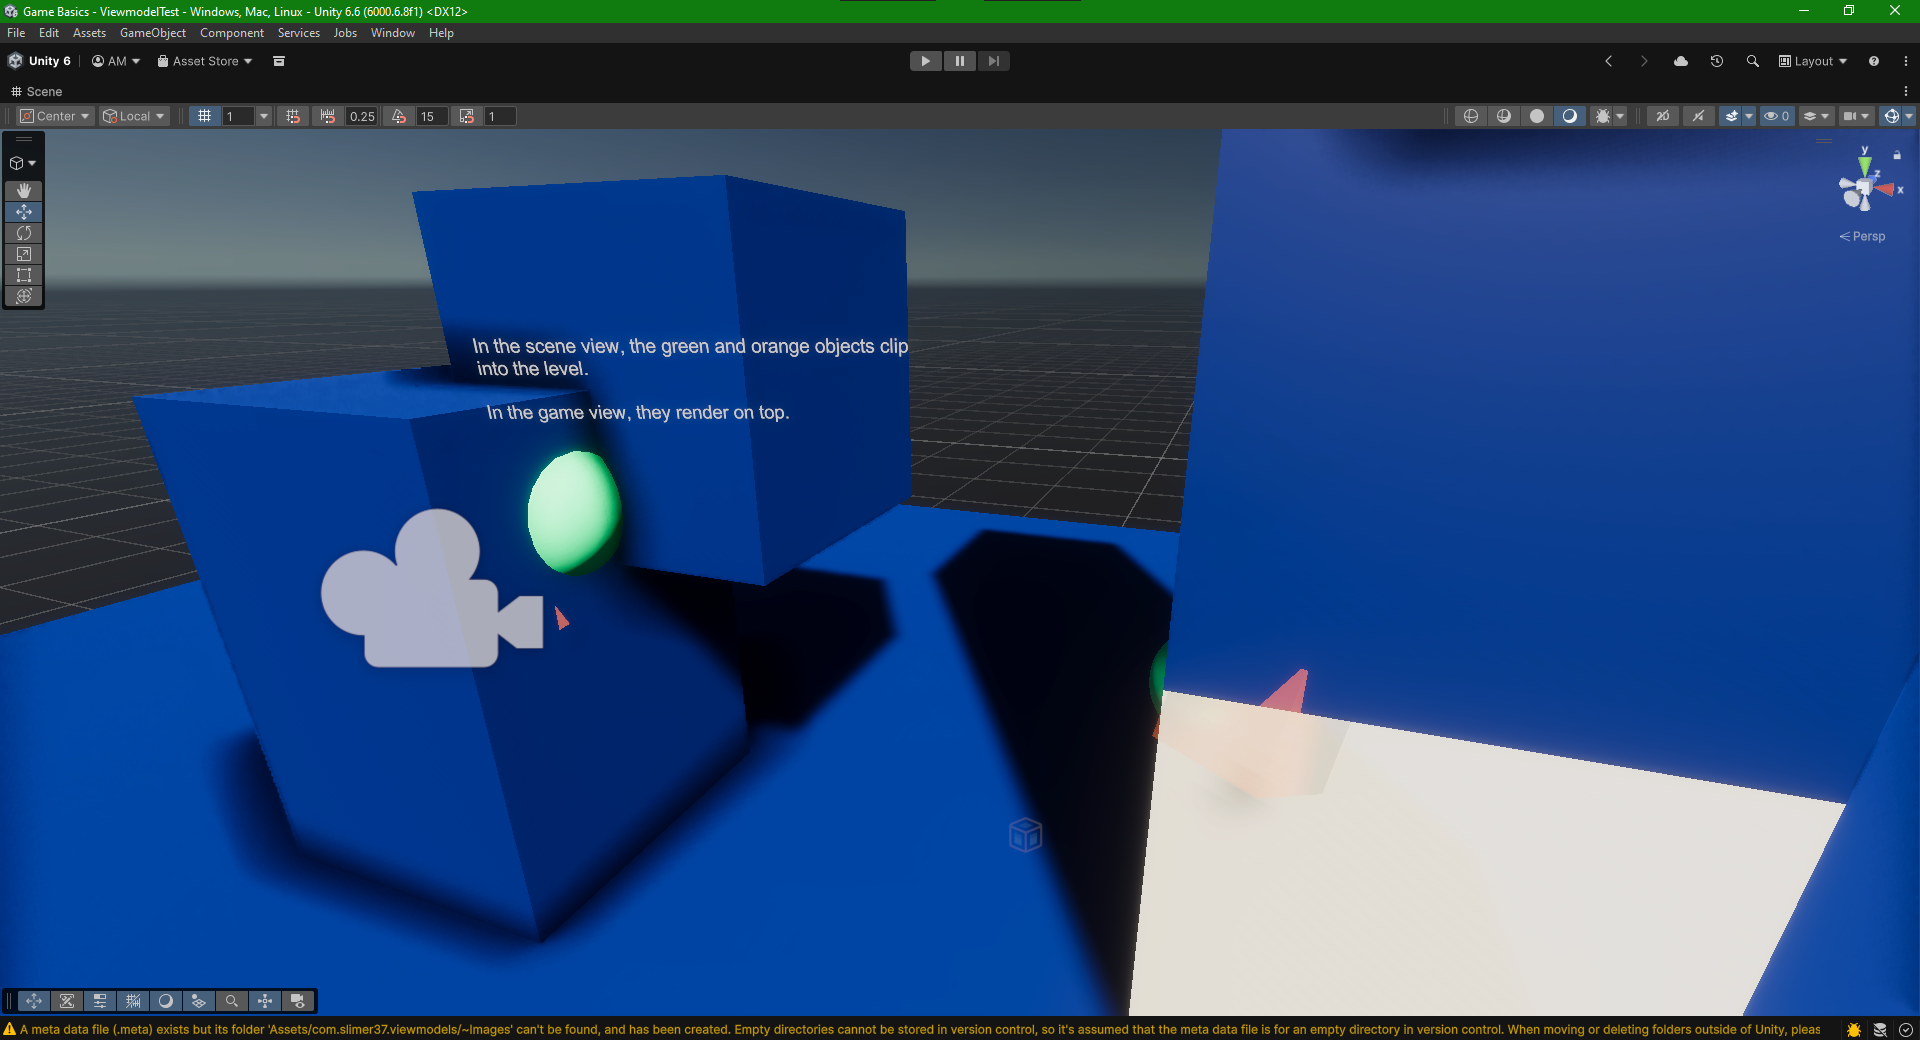 Game Basics - ViewmodelTest - Windows, Mac, Linux - Unity 6.6 (6000.6.8f1) <DX12>
File Edit Assets GameObject Component Services Jobs Window Help
Unity 6 AM Asset Store Layout
Scene
Center Local 1 0.25 15 1 2D 0
y
z
x
Persp
In the scene view, the green and orange objects clip
into the level.
In the game view, they render on top.
A meta data file (.meta) exists but its folder 'Assets/com.slimer37.viewmodels/~Images' can't be found, and has been created. Empty directories cannot be stored in version control, so it's assumed that the meta data file is for an empty directory in version control. When moving or deleting folders outside of Unity, pleas